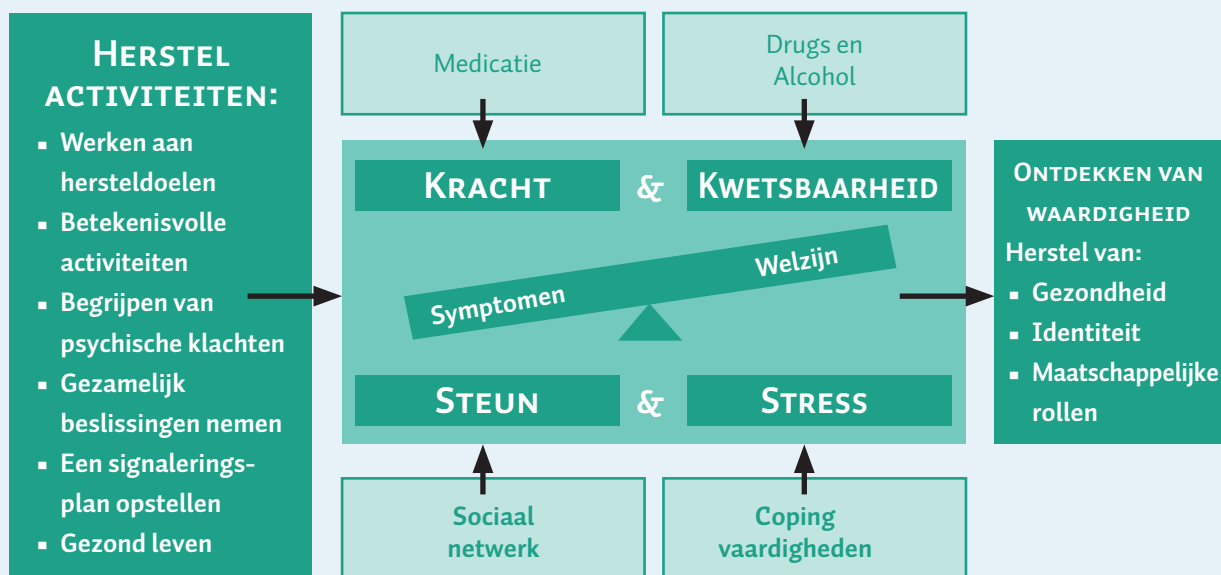 HERSTEL
ACTIVITEITEN:
▪ Werken aan
hersteldoelen
▪ Betekenisvolle
activiteiten
▪ Begrijpen van
psychische klachten
▪ Gezamelijk
beslissingen nemen
▪ Een signalerings-
plan opstellen
▪ Gezond leven
Medicatie
Drugs en
Alcohol
KRACHT & KWETSBAARHEID
Symptomen
Welzijn
STEUN & STRESS
Sociaal
netwerk
Coping
vaardigheden
ONTDEKKEN VAN
WAARDIGHEID
Herstel van:
▪ Gezondheid
▪ Identiteit
▪ Maatschappelijke
rollen